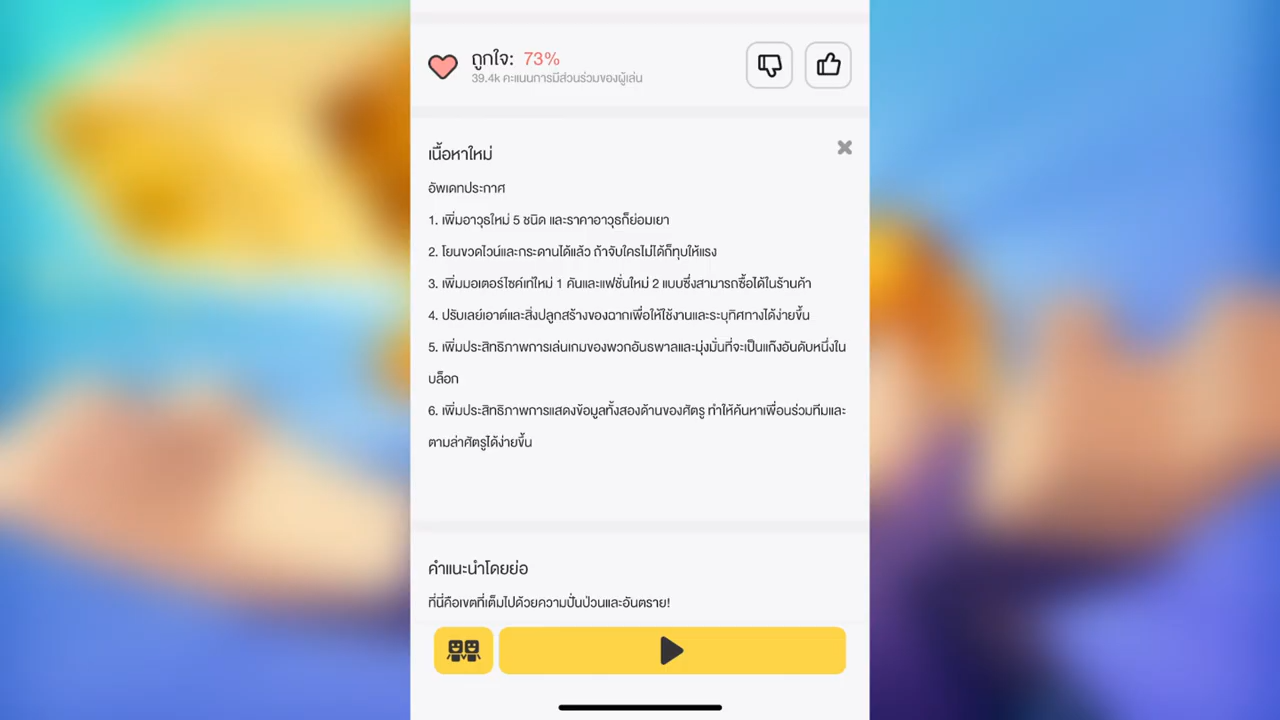 ถูกใจ: 73%
39.4k คะแนนการมีส่วนร่วมของผู้เล่น
เนื้อหาใหม่
อัพเดทประกาศ
1. เพิ่มอาวุธใหม่ 5 ชนิด และราคาอาวุธก็ย่อมเยา
2. โยนขวดไวน์และกระดานได้แล้ว ถ้าจับใครไม่ได้ก็ทุบให้แรง
3. เพิ่มมอเตอร์ไซค์เท่ใหม่ 1 คันและแฟชั่นใหม่ 2 แบบซึ่งสามารถซื้อได้ในร้านค้า
4. ปรับเลย์เอาต์และสิ่งปลูกสร้างของฉากเพื่อให้ใช้งานและระบุทิศทางได้ง่ายขึ้น
5. เพิ่มประสิทธิภาพการเล่นเกมของพวกอันธพาลและมุ่งมั่นที่จะเป็นแก๊งอันดับหนึ่งใน
บล็อก
6. เพิ่มประสิทธิภาพการแสดงข้อมูลทั้งสองด้านของศัตรู ทำให้ค้นหาเพื่อนร่วมทีมและ
ตามล่าศัตรูได้ง่ายขึ้น
คำแนะนำโดยย่อ
ที่นี่คือเขตที่เต็มไปด้วยความปั่นป่วนและอันตราย!